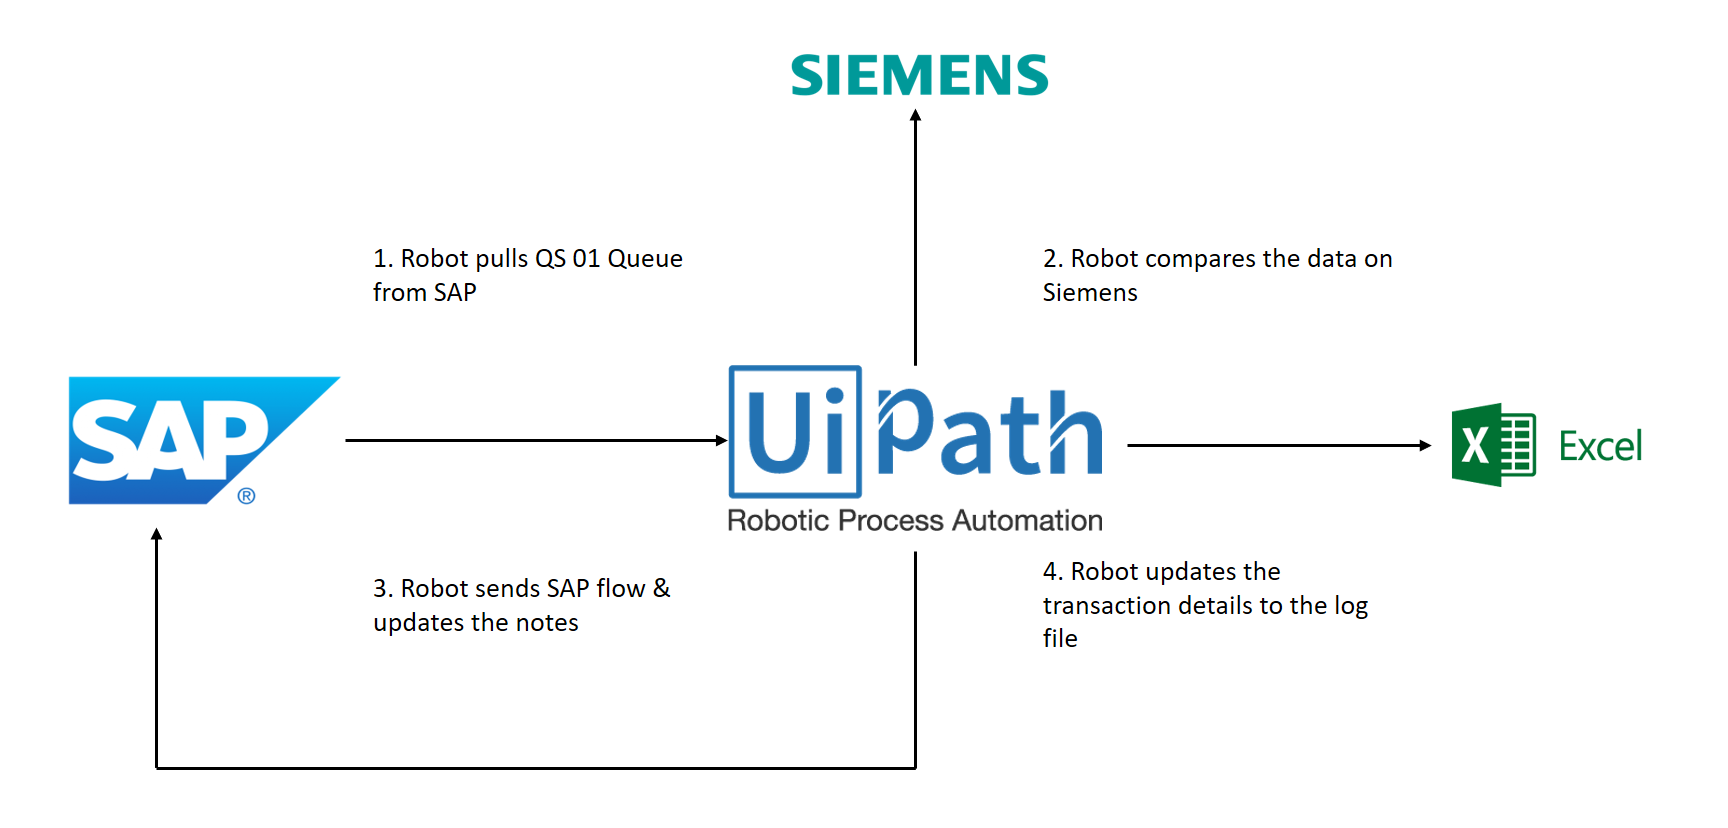 SIEMENS
1. Robot pulls QS 01 Queue
from SAP
2. Robot compares the data on
Siemens
SAP
®
UiPath
Robotic Process Automation
X
Excel
3. Robot sends SAP flow &
updates the notes
4. Robot updates the
transaction details to the log
file